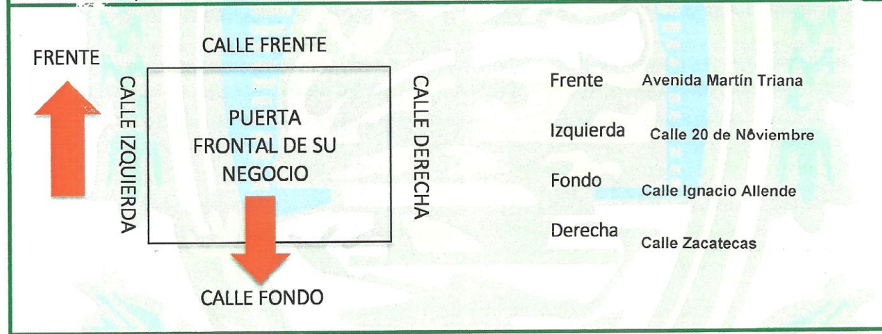 FRENTE
CALLE FRENTE
CALLE IZQUIERDA
PUERTA
FRONTAL DE SU
NEGOCIO
CALLE DERECHA
CALLE FONDO
Frente Avenida Martín Triana
Izquierda Calle 20 de Noviembre
Fondo Calle Ignacio Allende
Derecha Calle Zacatecas